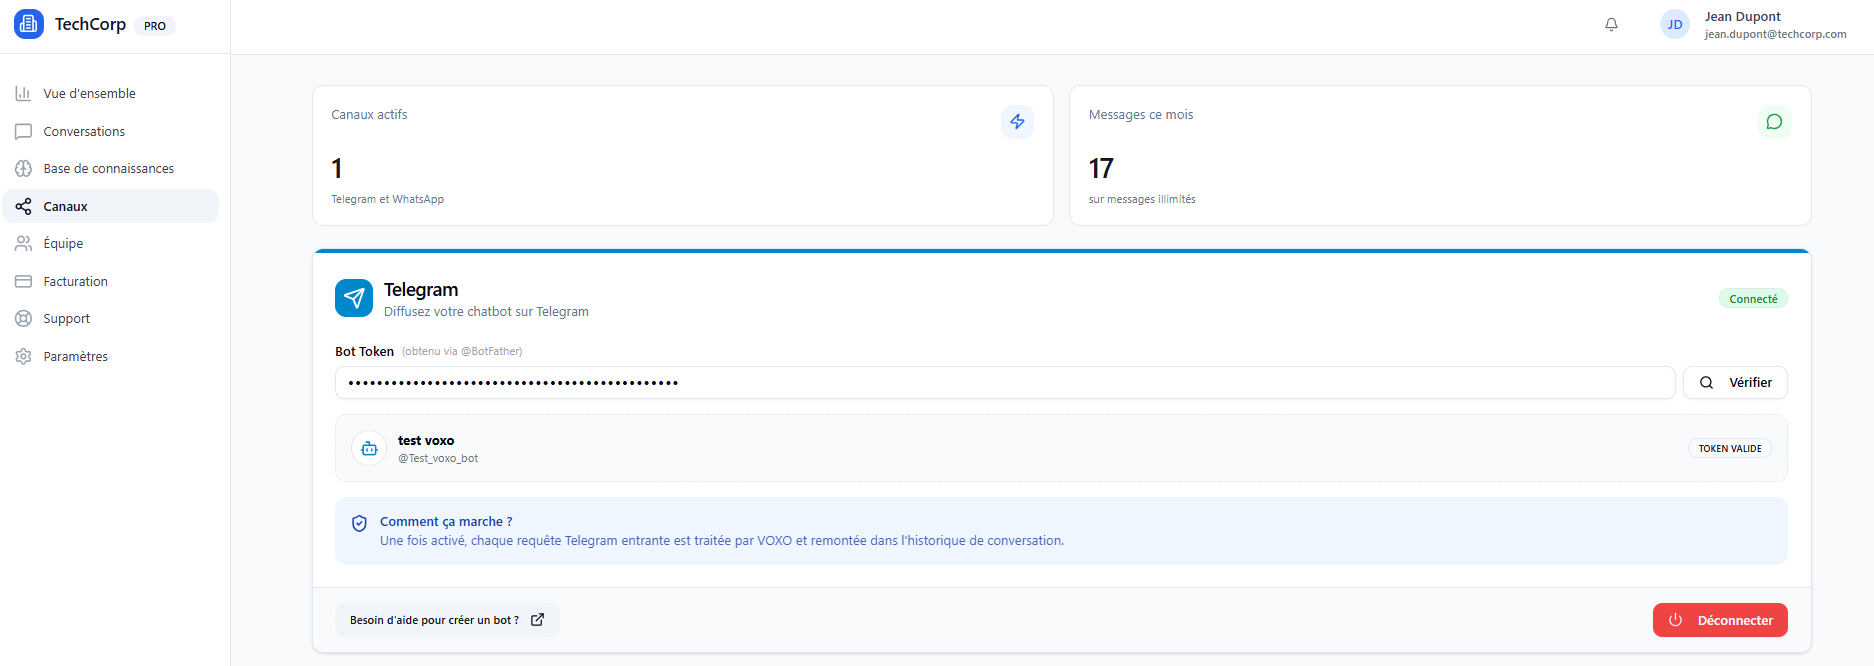 TechCorp PRO
Jean Dupont
JD
jean.dupont@techcorp.com
Vue d'ensemble
Conversations
Base de connaissances
Canaux
Équipe
Facturation
Support
Paramètres
Canaux actifs
1
Telegram et WhatsApp
Messages ce mois
17
sur messages illimités
Telegram
Diffusez votre chatbot sur Telegram
Connecté
Bot Token (obtenu via @BotFather)
••••••••••••••••••••••••••••••••••••••••••••••
Vérifier
test voxo
@Test_voxo_bot
TOKEN VALIDE
Comment ça marche ?
Une fois activé, chaque requête Telegram entrante est traitée par VOXO et remontée dans l'historique de conversation.
Besoin d'aide pour créer un bot ?
Déconnecter